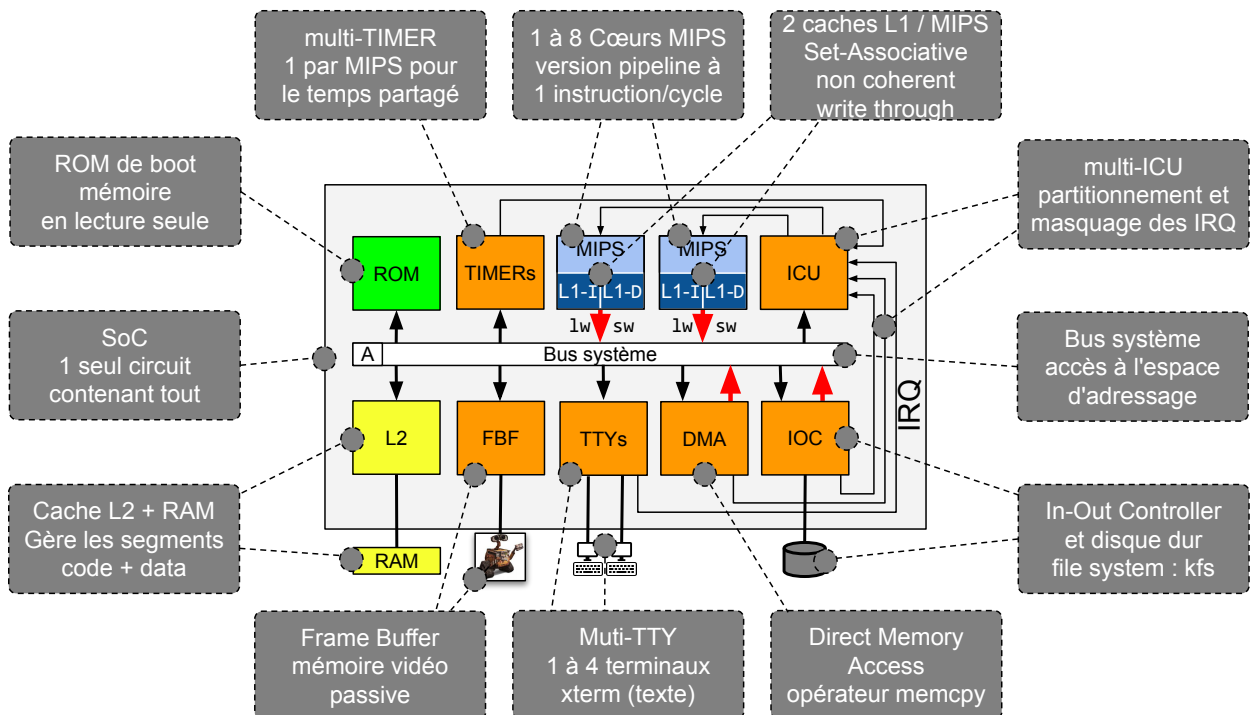 multi-TIMER
1 par MIPS pour
le temps partagé
1 à 8 Cœurs MIPS
version pipeline à
1 instruction/cycle
2 caches L1 / MIPS
Set-Associative
non coherent
write through
ROM de boot
mémoire
en lecture seule
multi-ICU
partitionnement et
masquage des IRQ
ROM
TIMERs
MIPS
L1-I L1-D
MIPS
L1-I L1-D
ICU
lw sw
lw sw
SoC
1 seul circuit
contenant tout
A
Bus système
Bus système
accès à l'espace
d'adressage
IRQ
L2
FBF
TTYs
DMA
IOC
Cache L2 + RAM
Gère les segments
code + data
RAM
In-Out Controller
et disque dur
file system : kfs
Frame Buffer
mémoire vidéo
passive
Muti-TTY
1 à 4 terminaux
xterm (texte)
Direct Memory
Access
opérateur memcpy